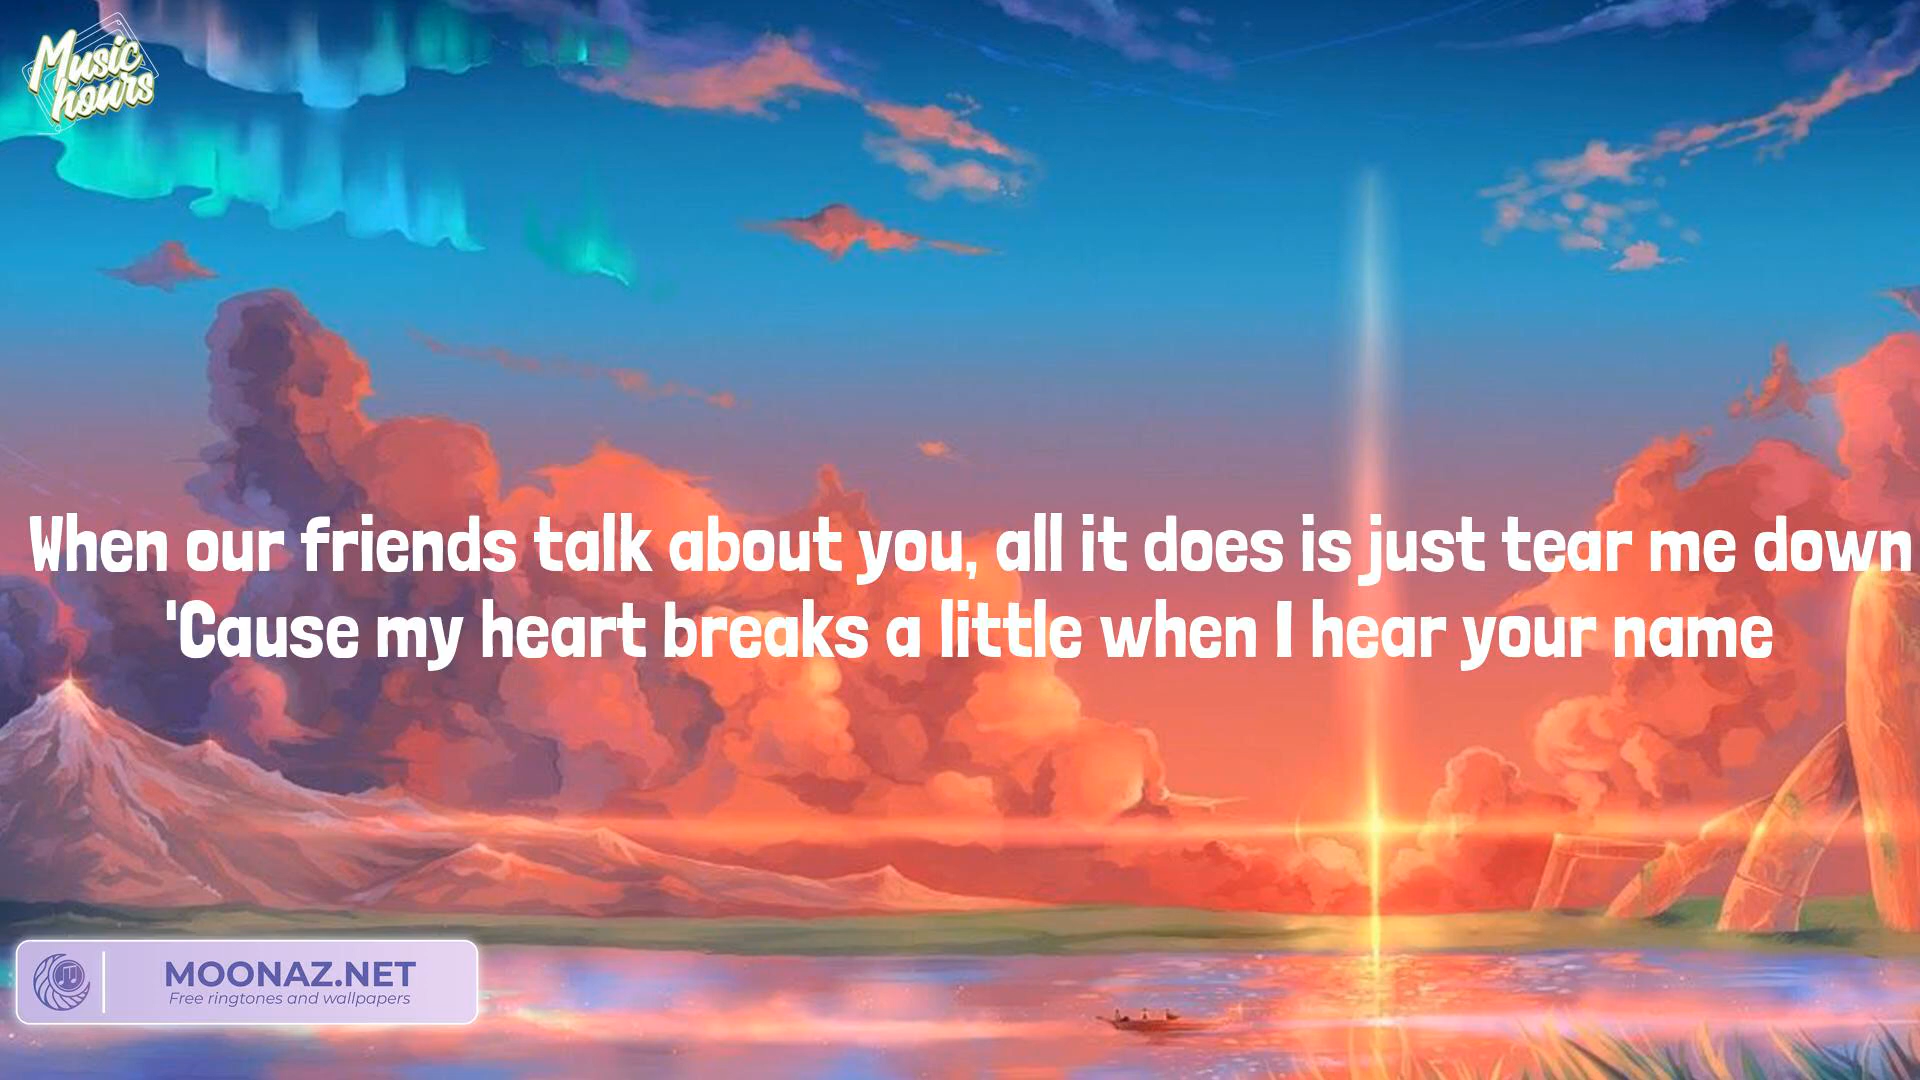 Music
hours
When our friends talk about you, all it does is just tear me down
'Cause my heart breaks a little when I hear your name
MOONAZ.NET
Free ringtones and wallpapers